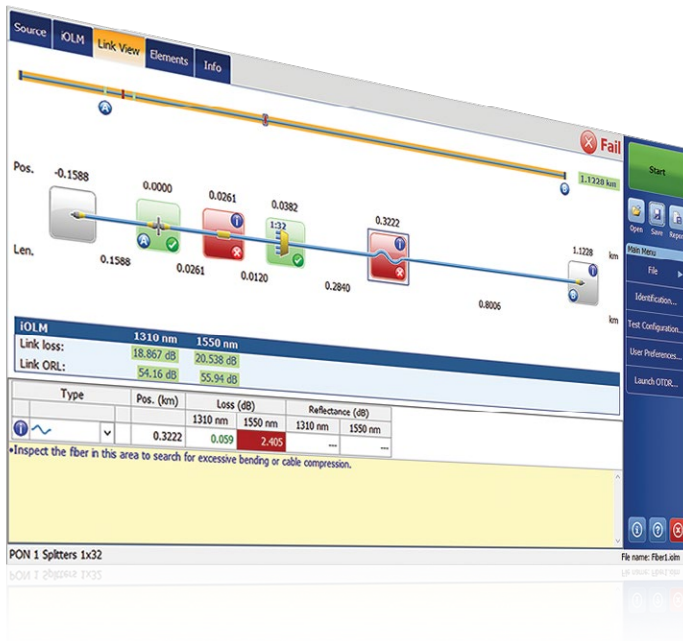 Source iOLM Link View Elements Info
Fail
Start
A
B
1.1228 km
Pos. -0.1588 0.0000 0.0261 0.0382 0.3222 1.1228 km
1:32
A
B
Len. 0.1588 0.0261 0.0120 0.2840 0.8006 km
Open Save
Main Menu
File
Identification...
Test Configuration...
User Preferences...
Launch OTDR...
iOLM 1310 nm 1550 nm
Link loss: 18.867 dB 20.538 dB
Link ORL: 54.16 dB 55.94 dB
Type Pos. (km) Loss (dB) Reflectance (dB)
1310 nm 1550 nm 1310 nm 1550 nm
0.3222 0.059 2.405 --- ---
•Inspect the fiber in this area to search for excessive bending or cable compression.
PON 1 Splitters 1x32
File name: Fiber1.iolm